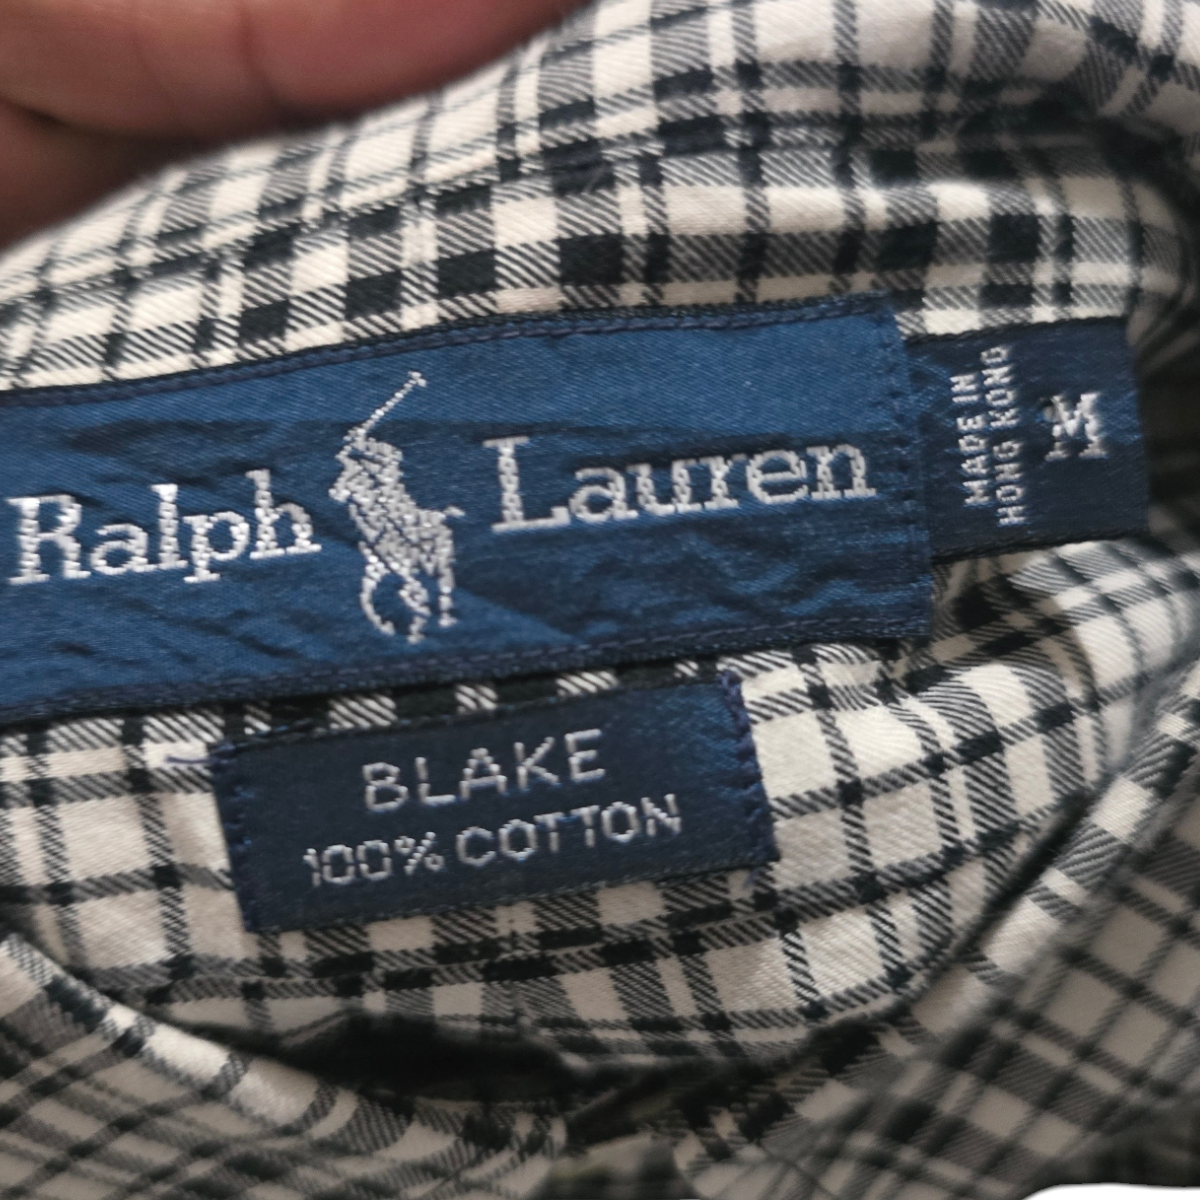 Ralph Lauren
MADE IN
HONG KONG
M
BLAKE
100% COTTON